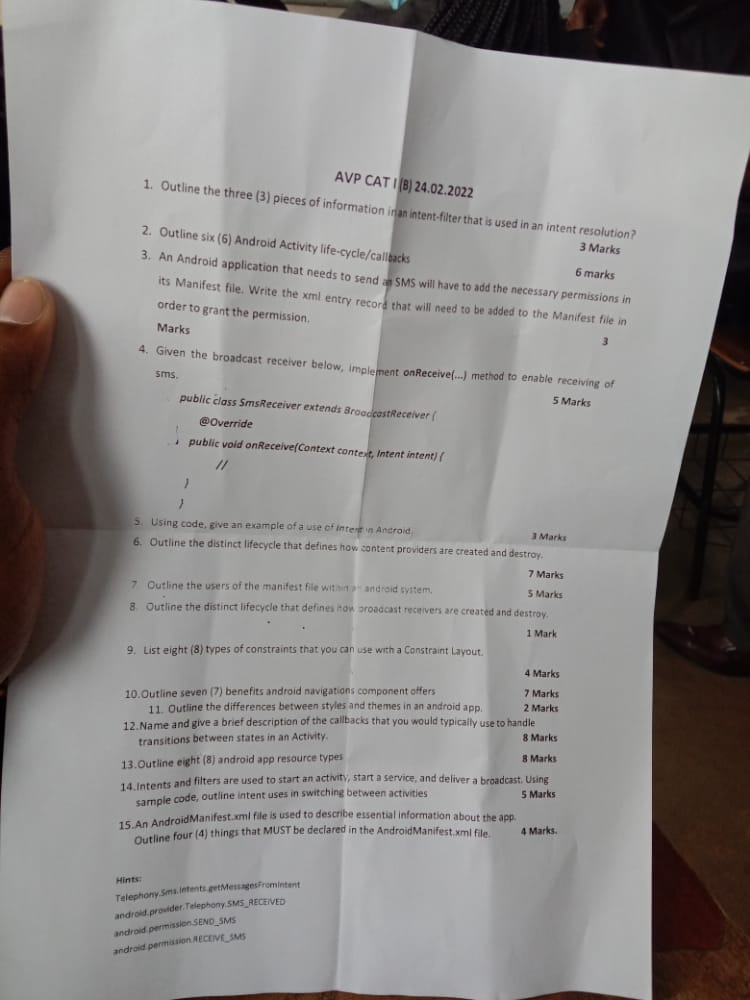 AVP CAT I (B) 24.02.2022
1. Outline the three (3) pieces of information in an intent-filter that is used in an intent resolution?
3 Marks
2. Outline six (6) Android Activity life-cycle/callbacks
6 marks
3. An Android application that needs to send an SMS will have to add the necessary permissions in
its Manifest file. Write the xml entry record that will need to be added to the Manifest file in
order to grant the permission.
3
Marks
4. Given the broadcast receiver below, implement onReceive(...) method to enable receiving of
sms.
5 Marks
public class SmsReceiver extends BroadcastReceiver {
@Override
public void onReceive(Context context, Intent intent) {
//
}
}
5. Using code, give an example of a use of Intent in Android.
3 Marks
6. Outline the distinct lifecycle that defines how content providers are created and destroy.
7 Marks
7. Outline the users of the manifest file within an android system.
5 Marks
8. Outline the distinct lifecycle that defines how broadcast receivers are created and destroy.
1 Mark
9. List eight (8) types of constraints that you can use with a Constraint Layout.
4 Marks
10.Outline seven (7) benefits android navigations component offers
7 Marks
11. Outline the differences between styles and themes in an android app.
2 Marks
12.Name and give a brief description of the callbacks that you would typically use to handle
transitions between states in an Activity.
8 Marks
13.Outline eight (8) android app resource types
8 Marks
14.Intents and filters are used to start an activity, start a service, and deliver a broadcast. Using
sample code, outline intent uses in switching between activities
5 Marks
15.An AndroidManifest.xml file is used to describe essential information about the app.
Outline four (4) things that MUST be declared in the AndroidManifest.xml file.
4 Marks.
Hints:
Telephony.Sms.Intents.getMessagesFromIntent
android.provider.Telephony.SMS_RECEIVED
android.permission.SEND_SMS
android.permission.RECEIVE_SMS